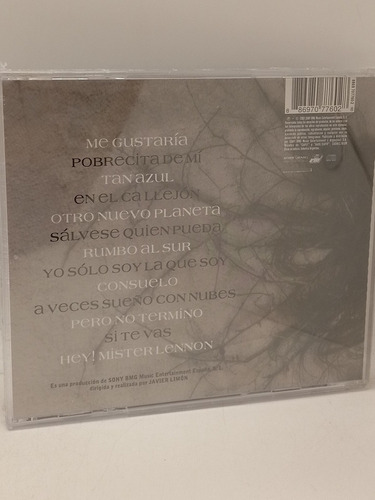 ME GUSTARÍA
POBRECITA DE MÍ
TAN AZUL
EN EL CALLEJÓN
OTRO NUEVO PLANETA
SÁLVESE QUIEN PUEDA
RUMBO AL SUR
YO SÓLO SOY LA QUE SOY
CONSUELO
A VECES SUEÑO CON NUBES
PERO NO TERMINO
SI TE VAS
HEY! MISTER LENNON
Es una producción de SONY BMG Music Entertainment España, S.L.
dirigida y realizada por JAVIER LIMÓN